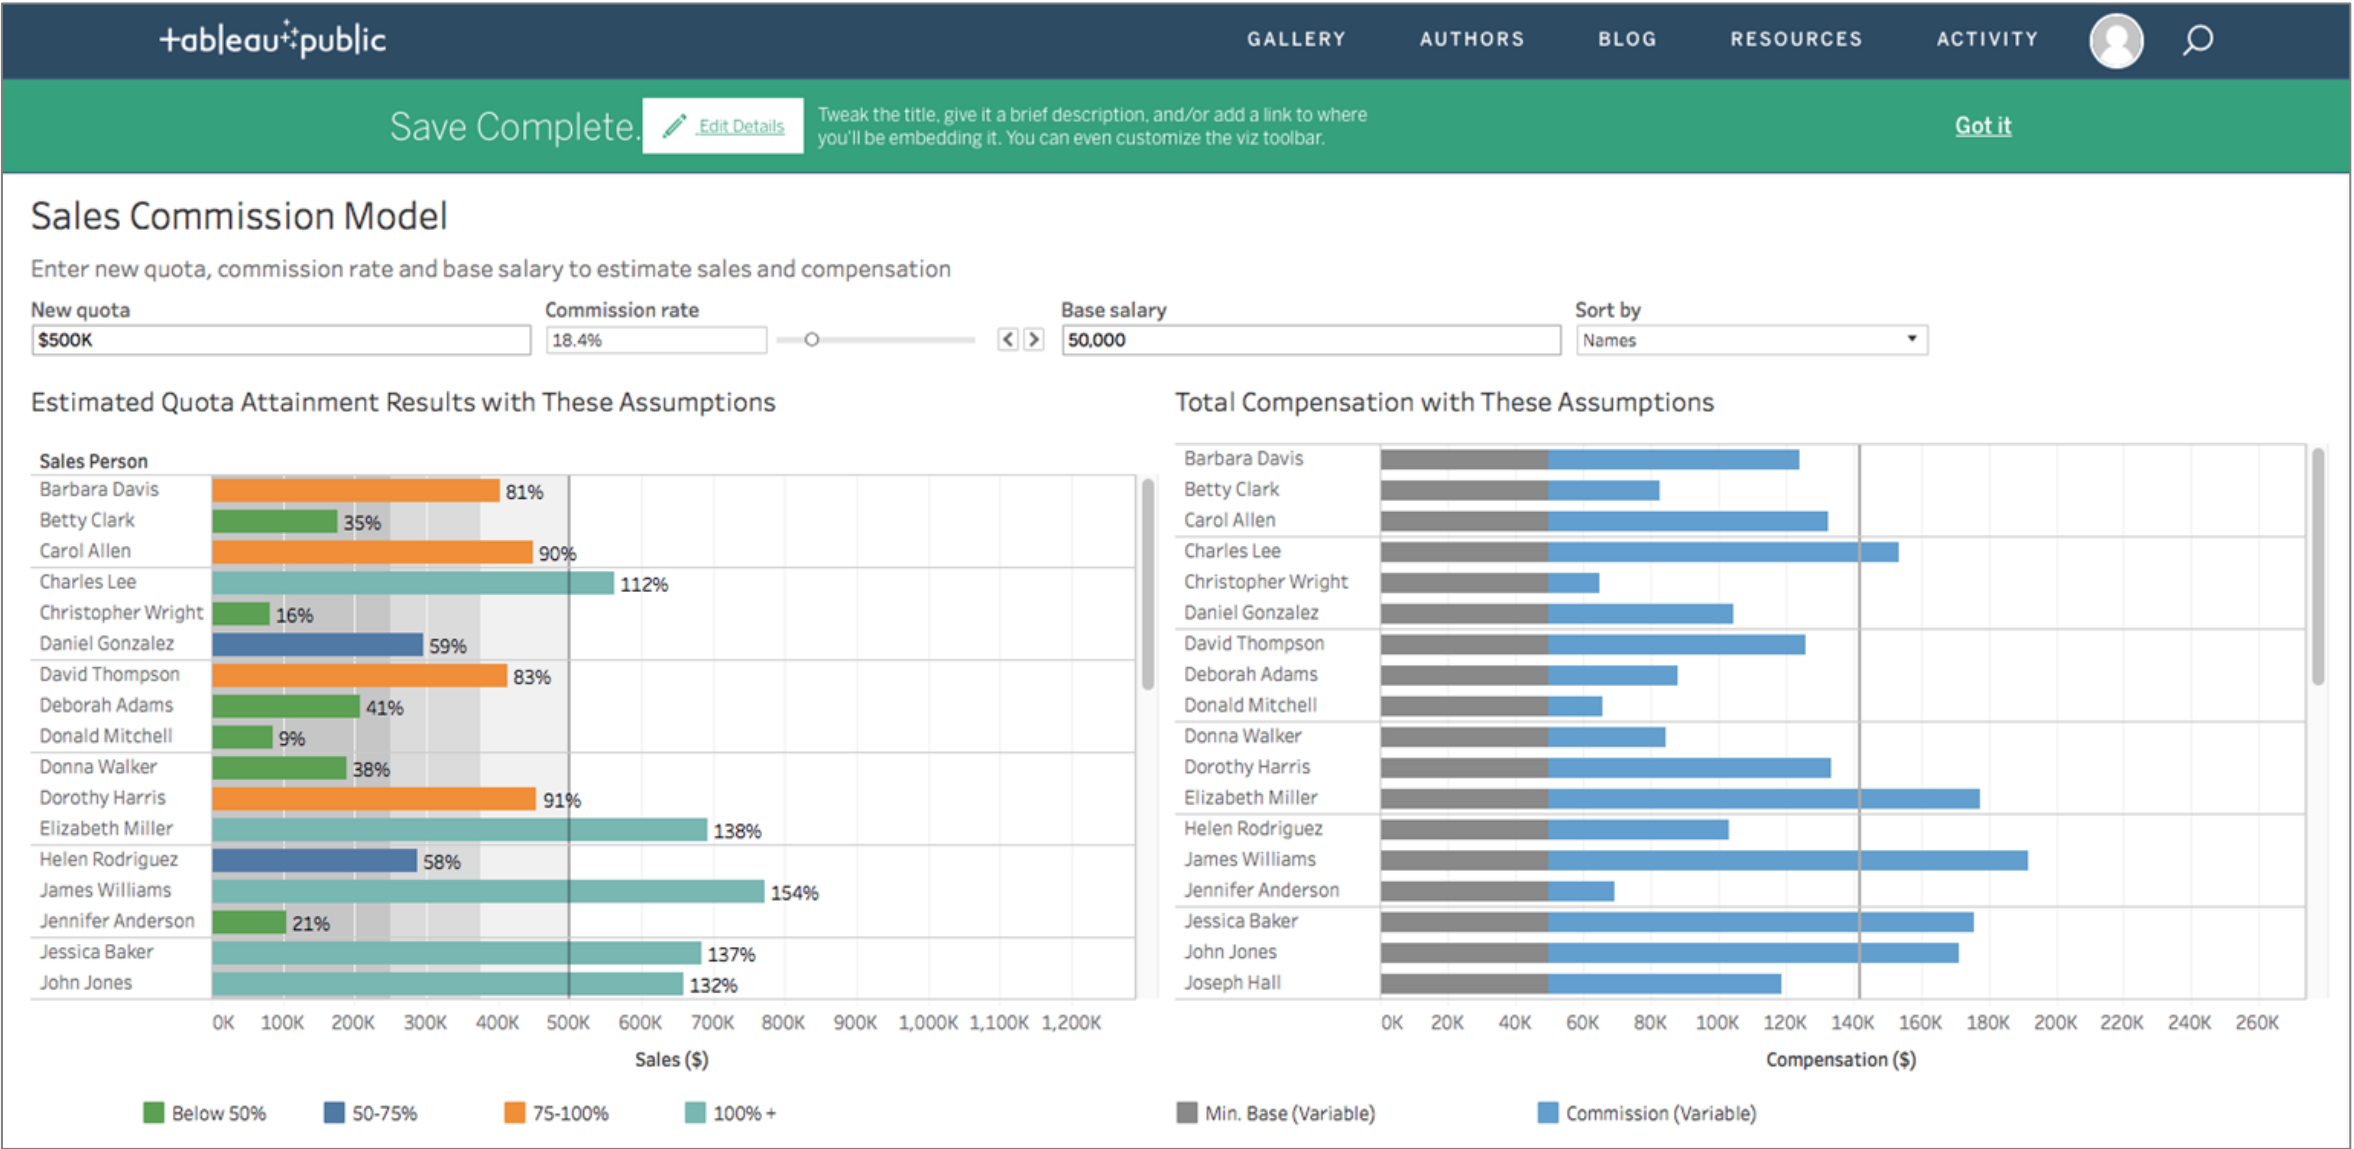 +ableau public
GALLERY AUTHORS BLOG RESOURCES ACTIVITY
Save Complete. Edit Details
Tweak the title, give it a brief description, and/or add a link to where
you'll be embedding it. You can even customize the viz toolbar.
Got it
Sales Commission Model
Enter new quota, commission rate and base salary to estimate sales and compensation
New quota Commission rate Base salary Sort by
$500K 18.4% < > 50,000 Names
Estimated Quota Attainment Results with These Assumptions
Sales Person
Barbara Davis 81%
Betty Clark 35%
Carol Allen 90%
Charles Lee 112%
Christopher Wright 16%
Daniel Gonzalez 59%
David Thompson 83%
Deborah Adams 41%
Donald Mitchell 9%
Donna Walker 38%
Dorothy Harris 91%
Elizabeth Miller 138%
Helen Rodriguez 58%
James Williams 154%
Jennifer Anderson 21%
Jessica Baker 137%
John Jones 132%
0K 100K 200K 300K 400K 500K 600K 700K 800K 900K 1,000K 1,100K 1,200K
Sales ($)
Below 50% 50-75% 75-100% 100% +
Total Compensation with These Assumptions
Barbara Davis
Betty Clark
Carol Allen
Charles Lee
Christopher Wright
Daniel Gonzalez
David Thompson
Deborah Adams
Donald Mitchell
Donna Walker
Dorothy Harris
Elizabeth Miller
Helen Rodriguez
James Williams
Jennifer Anderson
Jessica Baker
John Jones
Joseph Hall
0K 20K 40K 60K 80K 100K 120K 140K 160K 180K 200K 220K 240K 260K
Compensation ($)
Min. Base (Variable) Commission (Variable)